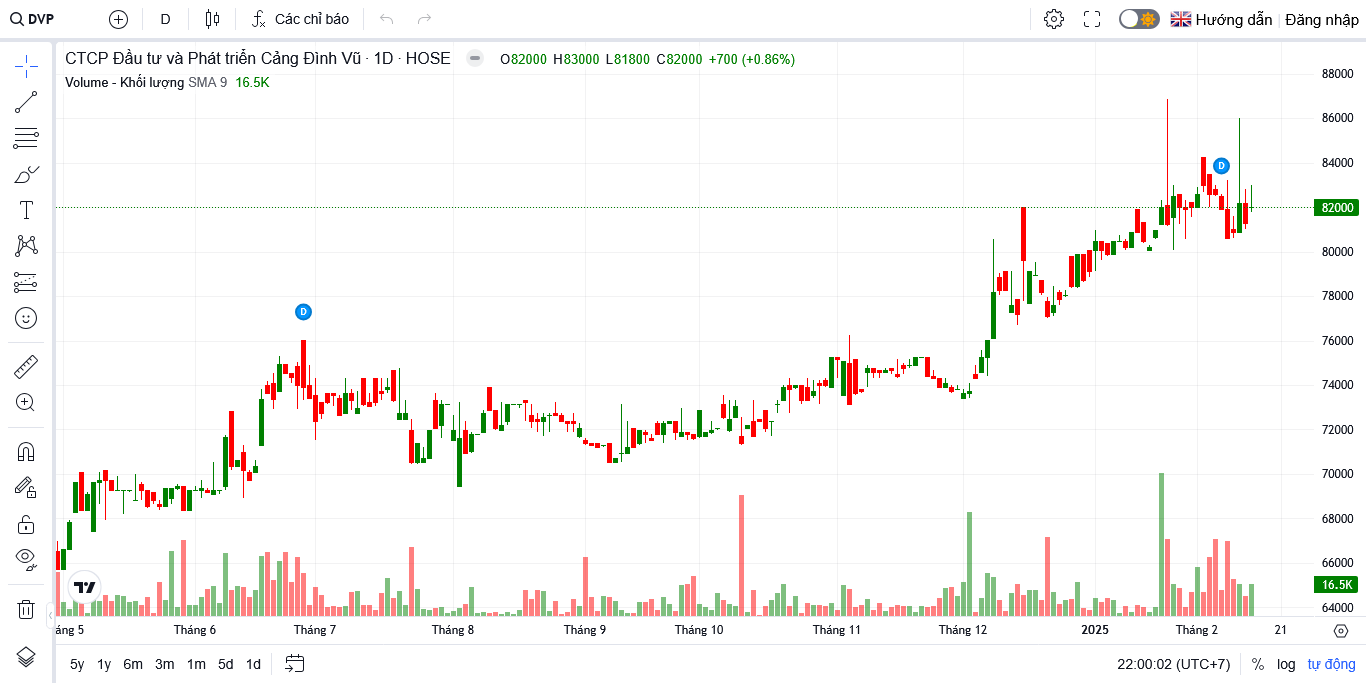 DVP D Các chỉ báo Hướng dẫn Đăng nhập
CTCP Đầu tư và Phát triển Cảng Đình Vũ · 1D · HOSE O82000 H83000 L81800 C82000 +700 (+0.86%)
Volume - Khối lượng SMA 9 16.5K
88000
86000
84000
D
82000
80000
78000
D
76000
74000
72000
70000
68000
66000
16.5K
64000
áng 5 Tháng 6 Tháng 7 Tháng 8 Tháng 9 Tháng 10 Tháng 11 Tháng 12 2025 Tháng 2 21
5y 1y 6m 3m 1m 5d 1d 22:00:02 (UTC+7) % log tự động